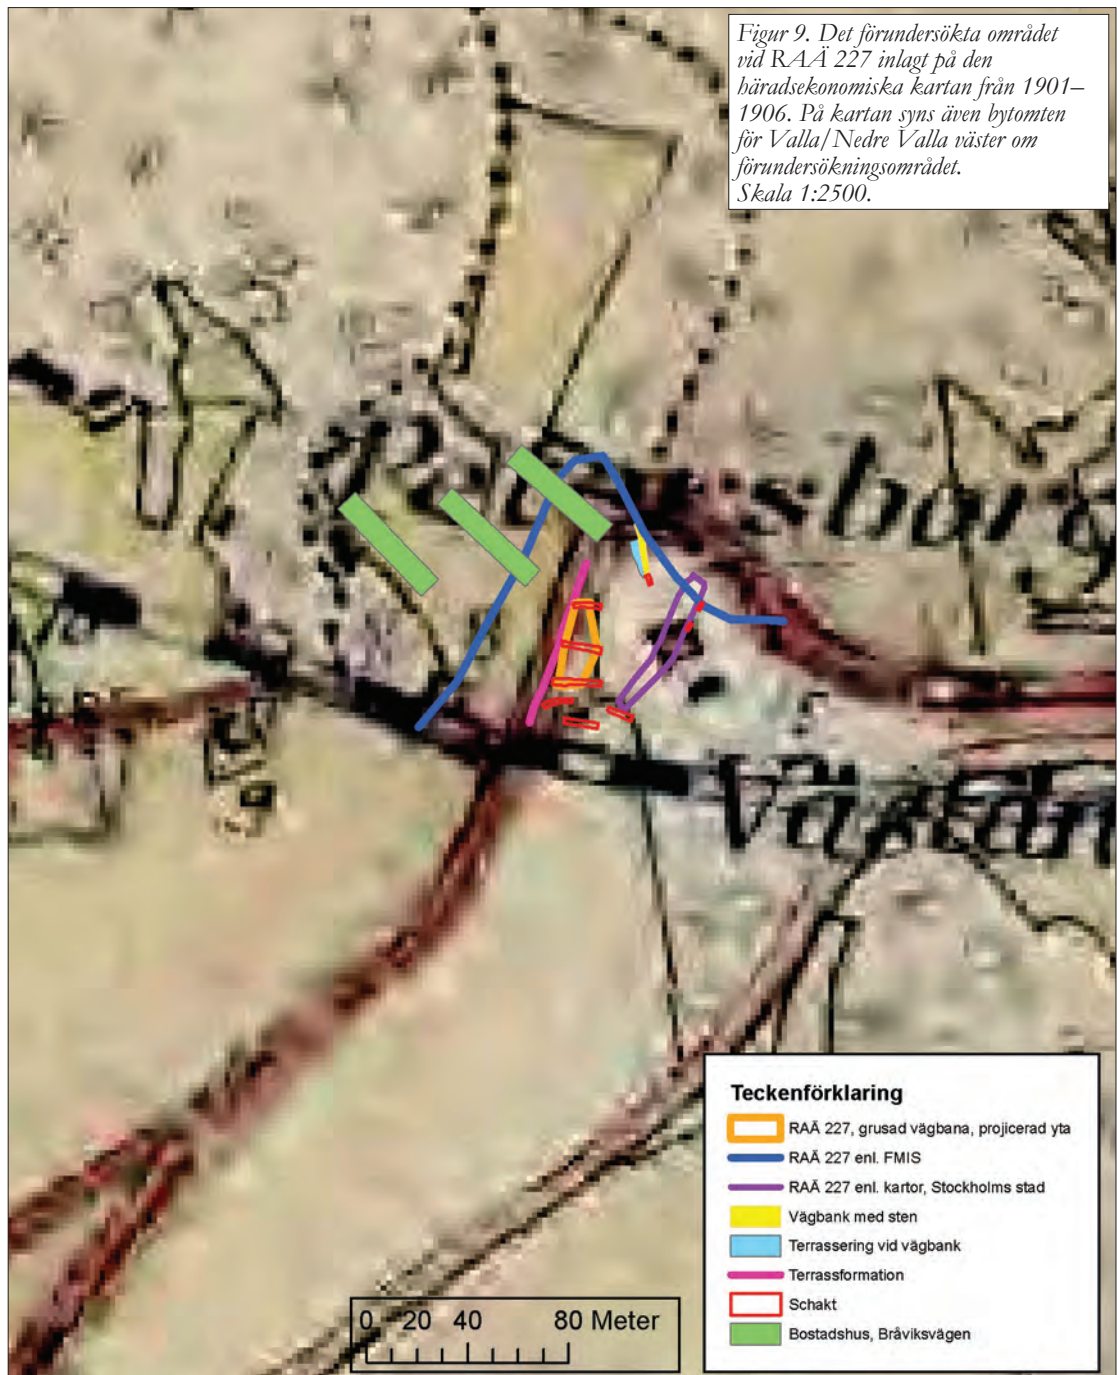 Figur 9. Det förundersökta området
vid RAÄ 227 inlagt på den
häradsekonomiska kartan från 1901–
1906. På kartan syns även bytomten
för Valla/Nedre Valla väster om
förundersökningsområdet.
Skala 1:2500.
Teckenförklaring
RAÄ 227, grusad vägbana, projicerad yta
RAÄ 227 enl. FMIS
RAÄ 227 enl. kartor, Stockholms stad
Vägbank med sten
Terrassering vid vägbank
Terrassformation
Schakt
Bostadshus, Bråviksvägen
0 20 40 80 Meter